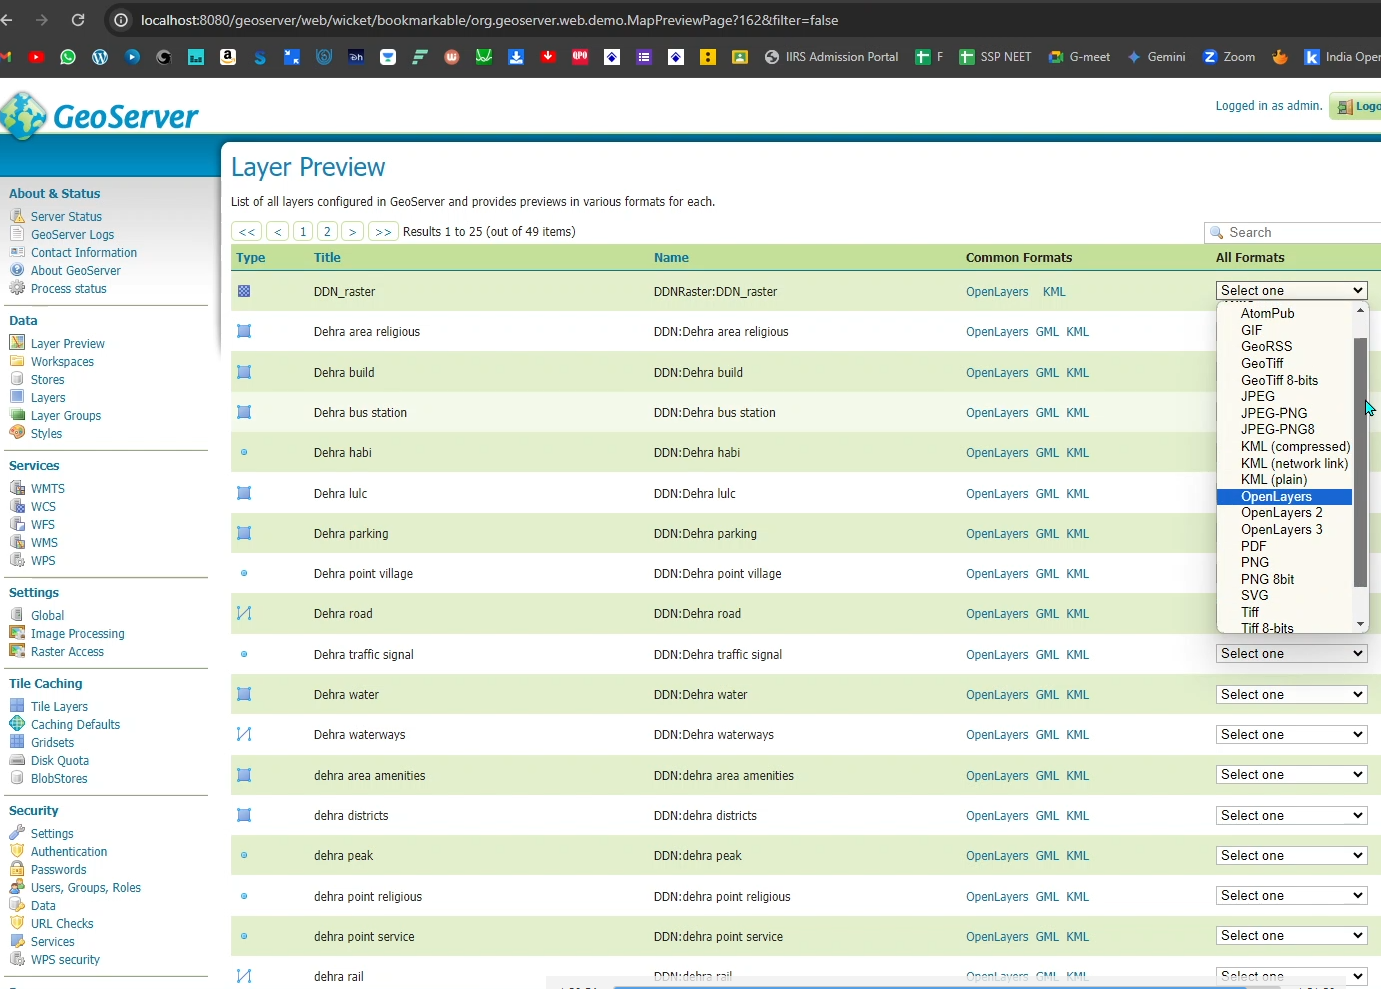 localhost:8080/geoserver/web/wicket/bookmarkable/org.geoserver.web.demo.MapPreviewPage?162&filter=false
IIRS Admission Portal F SSP NEET G-meet Gemini Zoom India Oper
GeoServer
Logged in as admin. Logo
Layer Preview
List of all layers configured in GeoServer and provides previews in various formats for each.
<< < 1 2 > >> Results 1 to 25 (out of 49 items)
Search
About & Status
Server Status
GeoServer Logs
Contact Information
About GeoServer
Process status
Data
Layer Preview
Workspaces
Stores
Layers
Layer Groups
Styles
Services
WMTS
WCS
WFS
WMS
WPS
Settings
Global
Image Processing
Raster Access
Tile Caching
Tile Layers
Caching Defaults
Gridsets
Disk Quota
BlobStores
Security
Settings
Authentication
Passwords
Users, Groups, Roles
Data
URL Checks
Services
WPS security
Type Title Name Common Formats All Formats
DDN_raster DDNRaster:DDN_raster OpenLayers KML Select one
Dehra area religious DDN:Dehra area religious OpenLayers GML KML
Dehra build DDN:Dehra build OpenLayers GML KML
Dehra bus station DDN:Dehra bus station OpenLayers GML KML
Dehra habi DDN:Dehra habi OpenLayers GML KML
Dehra lulc DDN:Dehra lulc OpenLayers GML KML
Dehra parking DDN:Dehra parking OpenLayers GML KML
Dehra point village DDN:Dehra point village OpenLayers GML KML
Dehra road DDN:Dehra road OpenLayers GML KML
Dehra traffic signal DDN:Dehra traffic signal OpenLayers GML KML Select one
Dehra water DDN:Dehra water OpenLayers GML KML Select one
Dehra waterways DDN:Dehra waterways OpenLayers GML KML Select one
dehra area amenities DDN:dehra area amenities OpenLayers GML KML Select one
dehra districts DDN:dehra districts OpenLayers GML KML Select one
dehra peak DDN:dehra peak OpenLayers GML KML Select one
dehra point religious DDN:dehra point religious OpenLayers GML KML Select one
dehra point service DDN:dehra point service OpenLayers GML KML Select one
dehra rail DDN:dehra rail OpenLayers GML KML Select one
AtomPub
GIF
GeoRSS
GeoTiff
GeoTiff 8-bits
JPEG
JPEG-PNG
JPEG-PNG8
KML (compressed)
KML (network link)
KML (plain)
OpenLayers
OpenLayers 2
OpenLayers 3
PDF
PNG
PNG 8bit
SVG
Tiff
Tiff 8-bits